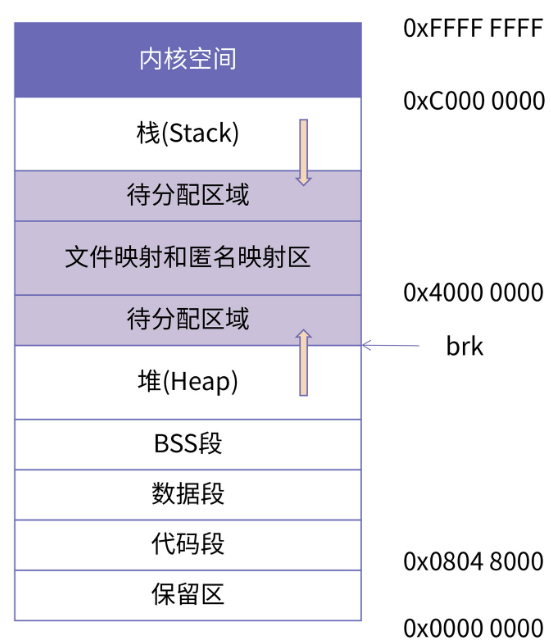 0xFFFF FFFF
内核空间
0xC000 0000
栈(Stack)
待分配区域
文件映射和匿名映射区
0x4000 0000
待分配区域
brk
堆(Heap)
BSS段
数据段
代码段
0x0804 8000
保留区
0x0000 0000